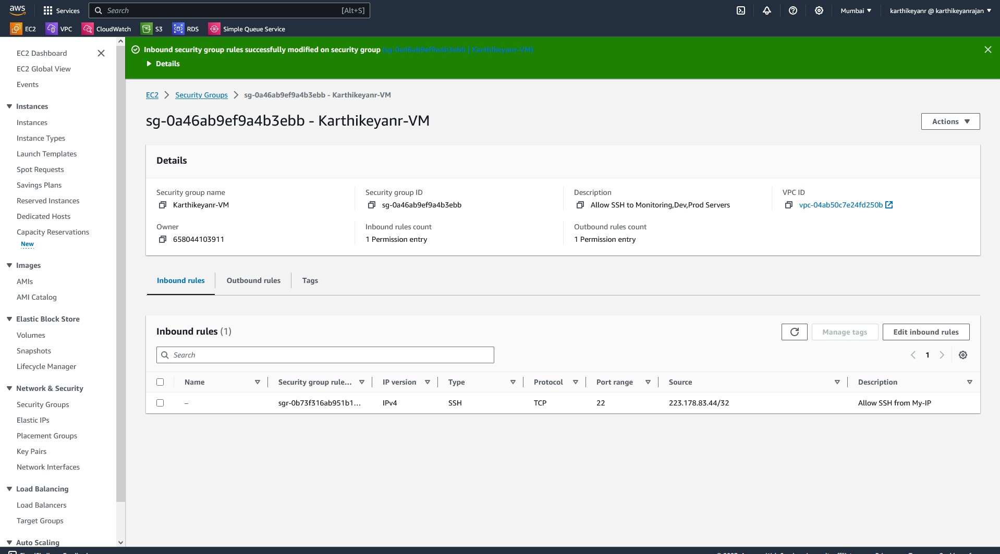 aws
Services
Search
[Alt+S]
Mumbai
karthikeyanr @ karthikeyanrajan
EC2
VPC
CloudWatch
S3
RDS
Simple Queue Service
EC2 Dashboard
EC2 Global View
Events
Instances
Instances
Instance Types
Launch Templates
Spot Requests
Savings Plans
Reserved Instances
Dedicated Hosts
Capacity Reservations
New
Images
AMIs
AMI Catalog
Elastic Block Store
Volumes
Snapshots
Lifecycle Manager
Network & Security
Security Groups
Elastic IPs
Placement Groups
Key Pairs
Network Interfaces
Load Balancing
Load Balancers
Target Groups
Auto Scaling
Inbound security group rules successfully modified on security group (sg-0a46ab9ef9a4b3ebb | Karthikeyanr-VM)
Details
EC2 > Security Groups > sg-0a46ab9ef9a4b3ebb - Karthikeyanr-VM
sg-0a46ab9ef9a4b3ebb - Karthikeyanr-VM
Actions
Details
Security group name
Karthikeyanr-VM
Security group ID
sg-0a46ab9ef9a4b3ebb
Description
Allow SSH to Monitoring,Dev,Prod Servers
VPC ID
vpc-04ab50c7e24fd250b
Owner
658044103911
Inbound rules count
1 Permission entry
Outbound rules count
1 Permission entry
Inbound rules
Outbound rules
Tags
Inbound rules (1)
Manage tags
Edit inbound rules
Search
1
Name Security group rule... IP version Type Protocol Port range Source Description
– sgr-0b73f316ab951b1... IPv4 SSH TCP 22 223.178.83.44/32 Allow SSH from My-IP